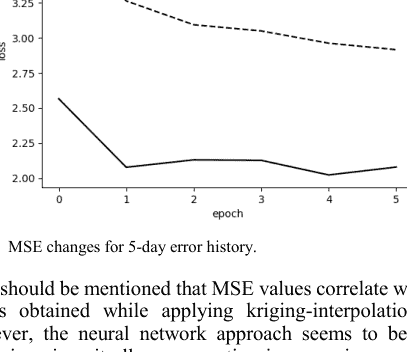 3.25
3.00
2.75
2.50
2.25
2.00
loss
0 1 2 3 4 5
epoch
MSE changes for 5-day error history.
should be mentioned that MSE values correlate w
s obtained while applying kriging-interpolatio
ever, the neural network approach seems to be